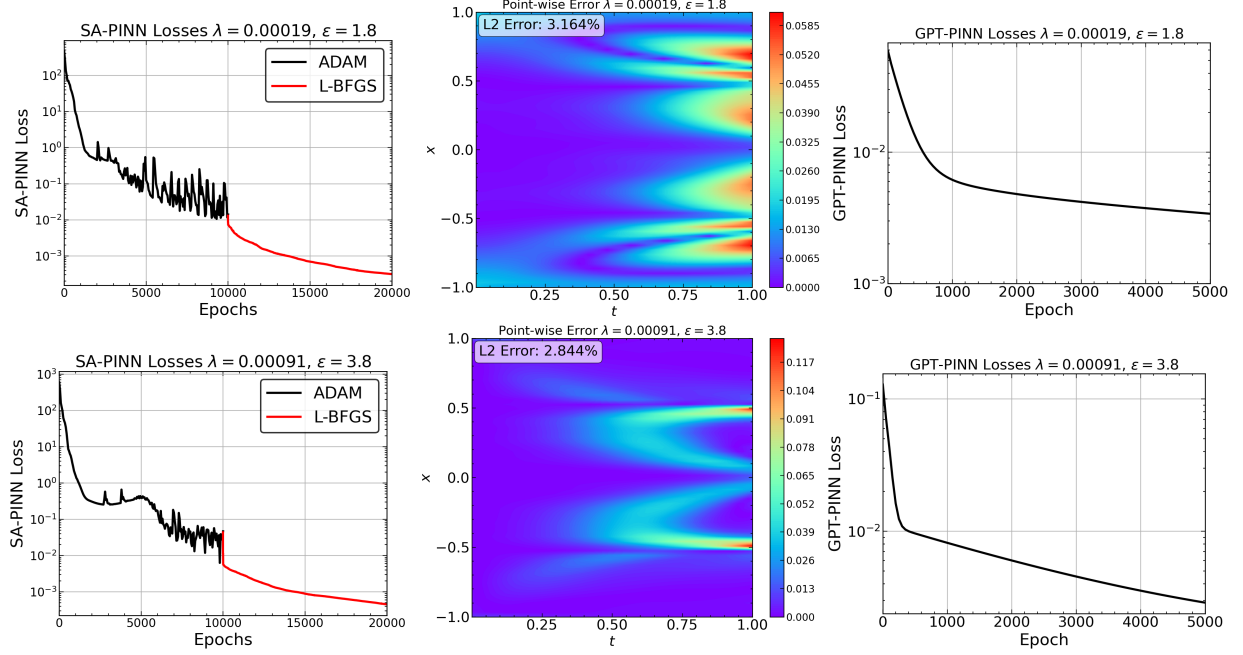 SA-PINN Losses λ = 0.00019, ε = 1.8
SA-PINN Loss
10²
10¹
10⁰
10⁻¹
10⁻²
10⁻³
ADAM
L-BFGS
0 5000 10000 15000 20000
Epochs
Point-wise Error λ = 0.00019, ε = 1.8
L2 Error: 3.164%
x
1.0
0.5
0.0
−0.5
−1.0
0.25 0.50 0.75 1.00
t
0.0585
0.0520
0.0455
0.0390
0.0325
0.0260
0.0195
0.0130
0.0065
0.0000
GPT-PINN Losses λ = 0.00019, ε = 1.8
GPT-PINN Loss
10⁻²
10⁻³
0 1000 2000 3000 4000 5000
Epoch
SA-PINN Losses λ = 0.00091, ε = 3.8
SA-PINN Loss
10³
10²
10¹
10⁰
10⁻¹
10⁻²
10⁻³
ADAM
L-BFGS
0 5000 10000 15000 20000
Epochs
Point-wise Error λ = 0.00091, ε = 3.8
L2 Error: 2.844%
x
1.0
0.5
0.0
−0.5
−1.0
0.25 0.50 0.75 1.00
t
0.117
0.104
0.091
0.078
0.065
0.052
0.039
0.026
0.013
0.000
GPT-PINN Losses λ = 0.00091, ε = 3.8
GPT-PINN Loss
10⁻¹
10⁻²
0 1000 2000 3000 4000 5000
Epoch